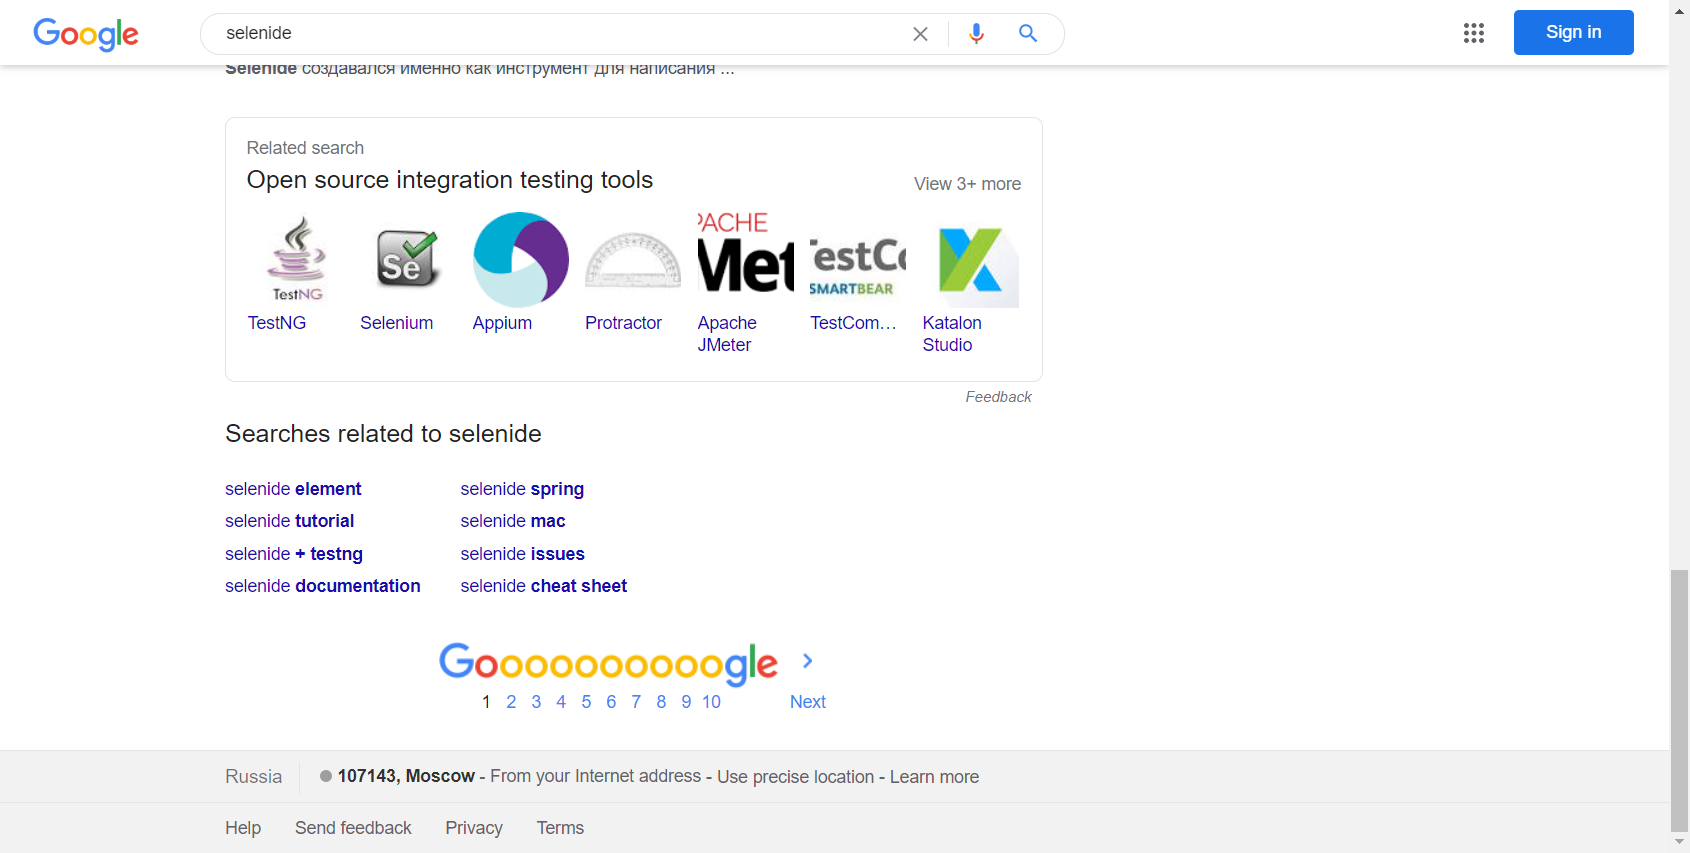 Google
selenide
Sign in
Selenide создавался именно как инструмент для написания ...
Related search
Open source integration testing tools
View 3+ more
TestNG
Se
PACHE
Met
TestCo
SMARTBEAR
TestNG
Selenium
Appium
Protractor
Apache
JMeter
TestCom...
Katalon
Studio
Feedback
Searches related to selenide
selenide element
selenide spring
selenide tutorial
selenide mac
selenide + testng
selenide issues
selenide documentation
selenide cheat sheet
Goooooooooogle
1 2 3 4 5 6 7 8 9 10 Next
Russia
107143, Moscow - From your Internet address - Use precise location - Learn more
Help Send feedback Privacy Terms